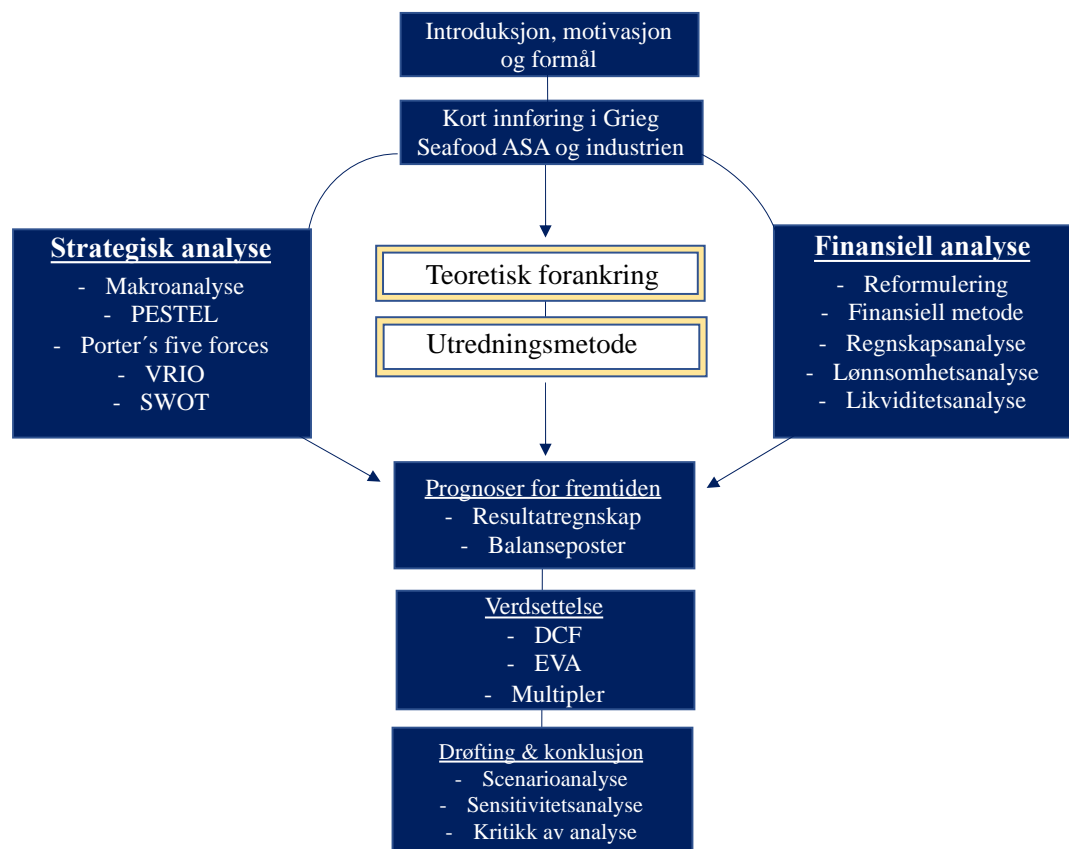 Introduksjon, motivasjon
og formål
Kort innføring i Grieg
Seafood ASA og industrien
Strategisk analyse
- Makroanalyse
- PESTEL
- Porter´s five forces
- VRIO
- SWOT
Teoretisk forankring
Utredningsmetode
Finansiell analyse
- Reformulering
- Finansiell metode
- Regnskapsanalyse
- Lønnsomhetsanalyse
- Likviditetsanalyse
Prognoser for fremtiden
- Resultatregnskap
- Balanseposter
Verdsettelse
- DCF
- EVA
- Multipler
Drøfting & konklusjon
- Scenarioanalyse
- Sensitivitetsanalyse
- Kritikk av analyse